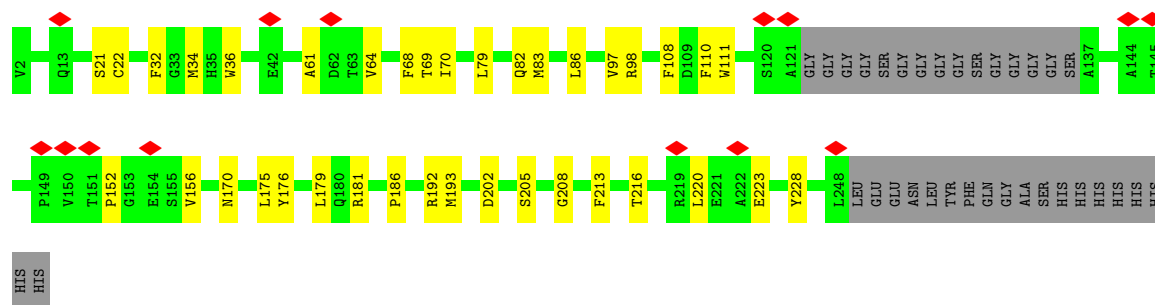 V2 Q13 S21 C22 F32 G33 M34 H35 W36 E42 A61 D62 T63 V64 F68 T69 I70 L79 Q82 M83 L86 V97 R98 F108 D109 F110 W111 S120 A121 GLY GLY GLY GLY SER GLY GLY GLY GLY SER GLY GLY GLY GLY SER A137 A144 T145
P149 V150 T151 P152 G153 E154 S155 V156 N170 L175 Y176 L179 Q180 R181 P186 R192 M193 D202 S205 G208 F213 T216 R219 L220 E221 A222 E223 Y228 L248 LEU GLU GLU ASN LEU TYR PHE GLN GLY ALA SER HIS HIS HIS HIS HIS HIS
HIS HIS